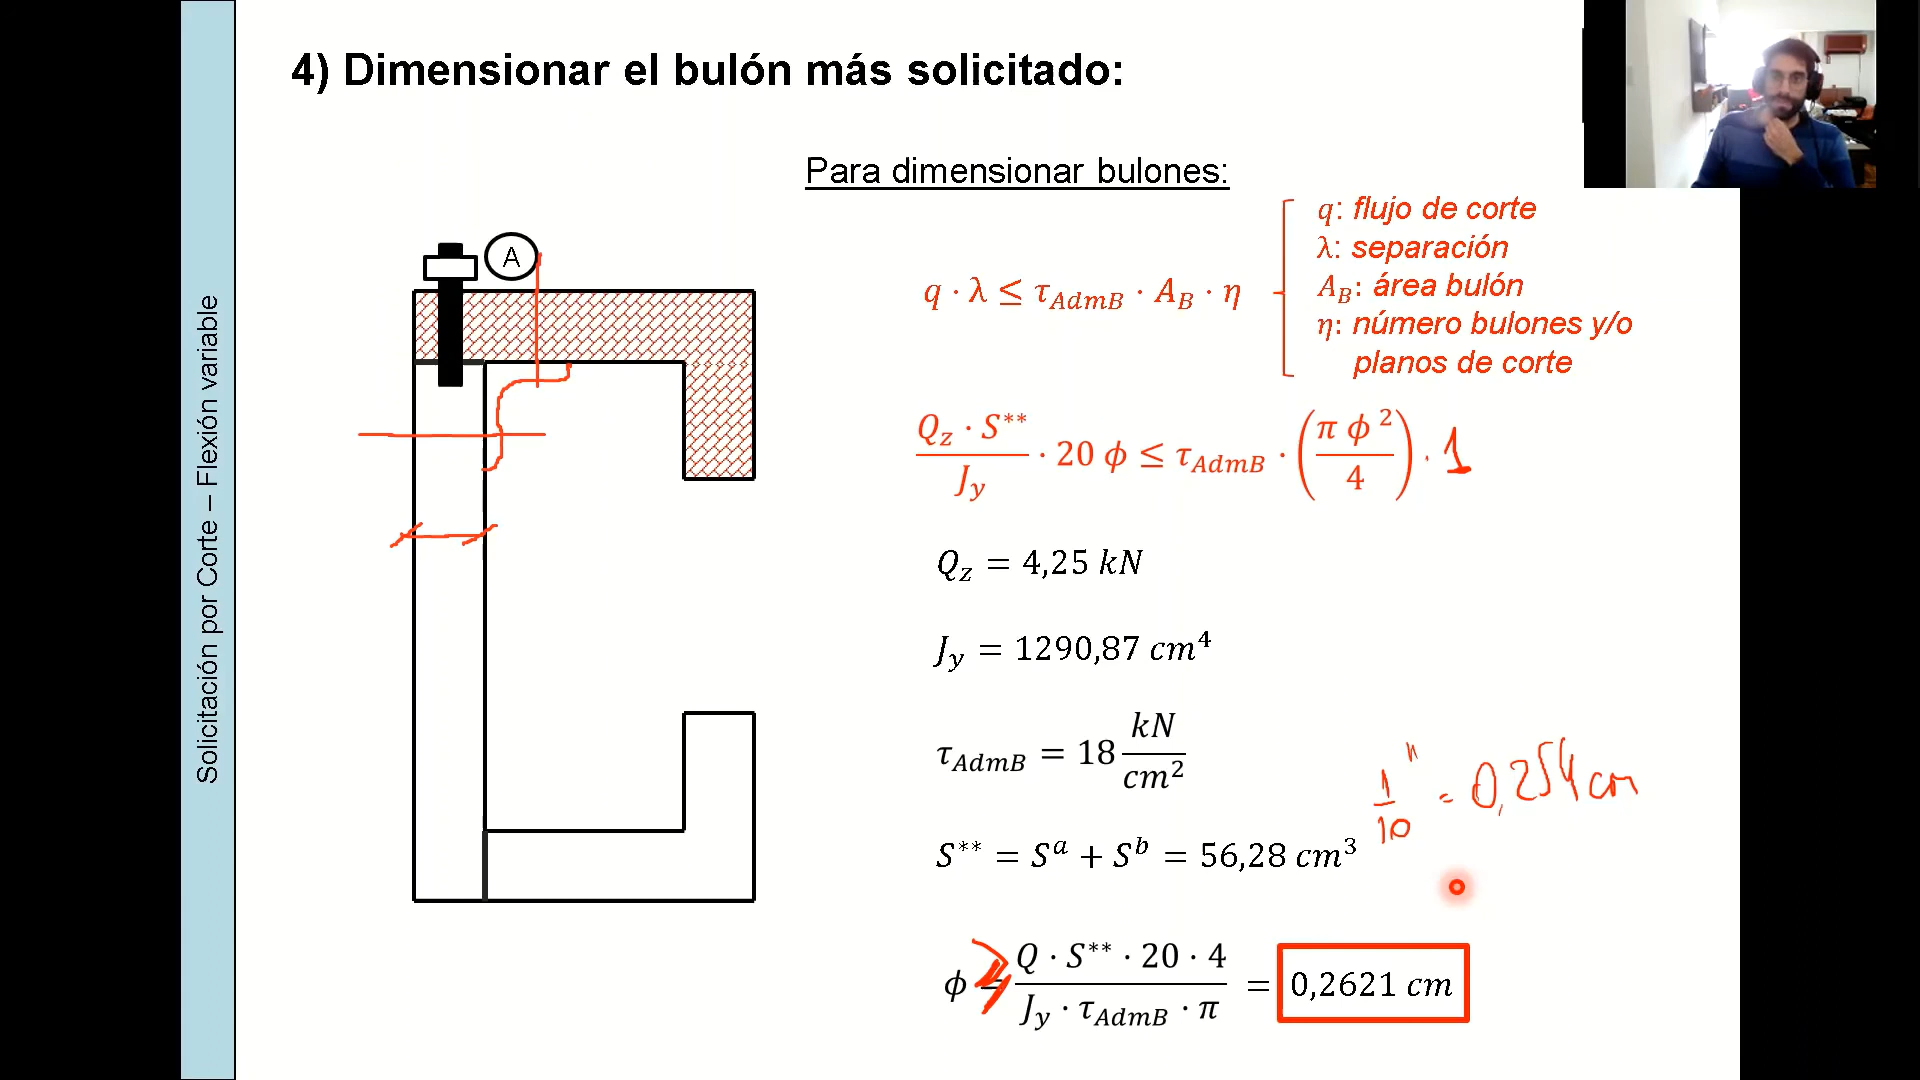 4) Dimensionar el bulón más solicitado:
Para dimensionar bulones:
Solicitación por Corte – Flexión variable
A
q · λ ≤ τ_AdmB · A_B · η
q: flujo de corte
λ: separación
A_B: área bulón
η: número bulones y/o
planos de corte
(Q_z · S**)/J_y · 20 ϕ ≤ τ_AdmB · (π ϕ²/4) · 1
Q_z = 4,25 kN
J_y = 1290,87 cm⁴
τ_AdmB = 18 kN/cm²
1/10" = 0,254 cm
S** = Sᵃ + Sᵇ = 56,28 cm³
ϕ ≥ (Q · S** · 20 · 4)/(J_y · τ_AdmB · π) = 0,2621 cm